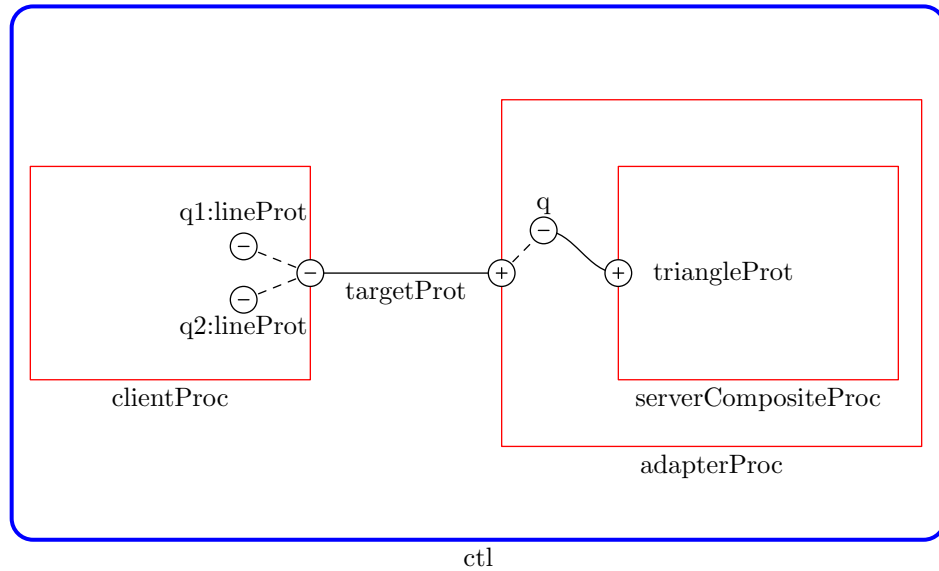 q
q1:lineProt
−
−
−
−
+
+
triangleProt
targetProt
q2:lineProt
clientProc
serverCompositeProc
adapterProc
ctl